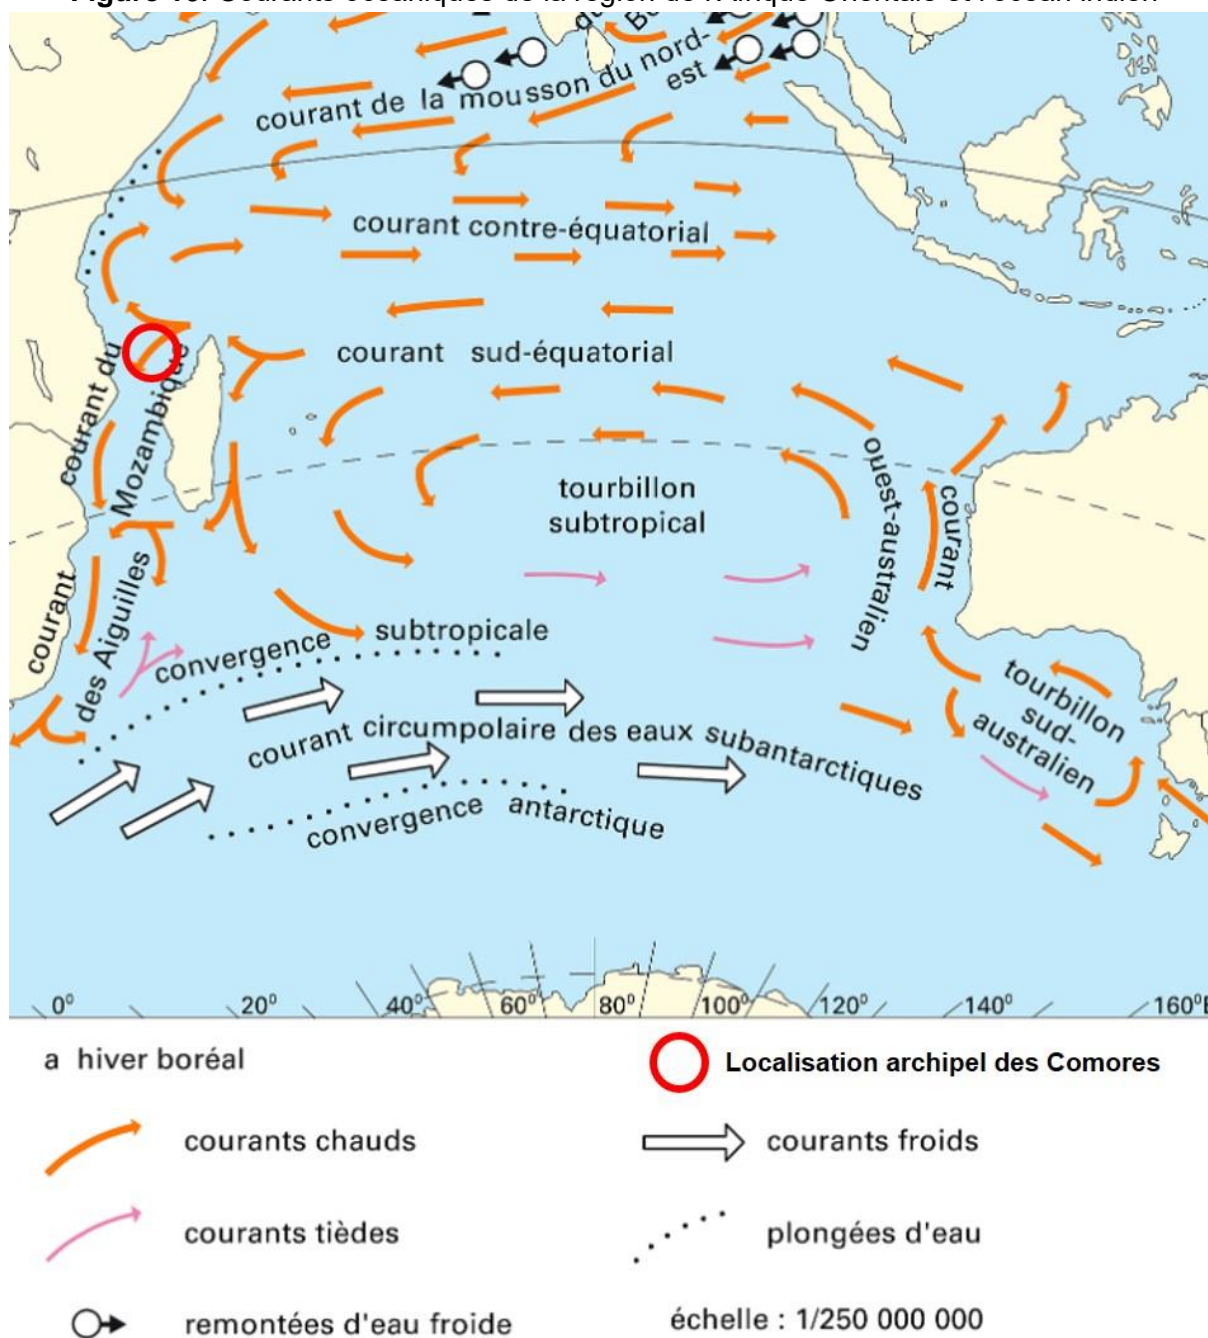 courant de la mousson du nord-
est
courant contre-équatorial
courant sud-équatorial
courant du
Mozambique
tourbillon
subtropical
ouest-australien
courant
courant
des Aiguilles
convergence subtropicale
courant circumpolaire des eaux subantarctiques
convergence antarctique
tourbillon
sud-
australien
0° 20° 40° 60° 80° 100° 120° 140° 160°E
a hiver boréal
Localisation archipel des Comores
courants chauds
courants froids
courants tièdes
plongées d'eau
remontées d'eau froide
échelle : 1/250 000 000